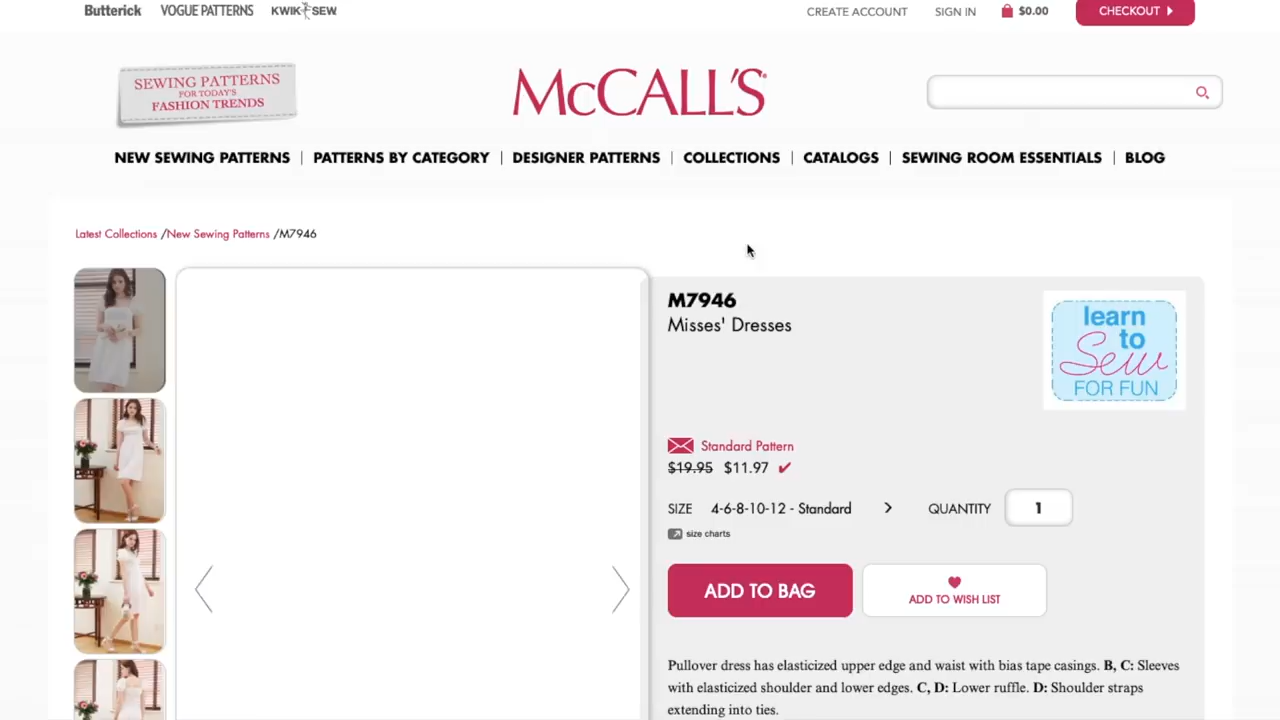 Butterick VOGUE PATTERNS KWIK SEW CREATE ACCOUNT SIGN IN $0.00 CHECKOUT
SEWING PATTERNS
FOR TODAY'S
FASHION TRENDS
McCALL'S
NEW SEWING PATTERNS | PATTERNS BY CATEGORY | DESIGNER PATTERNS | COLLECTIONS | CATALOGS | SEWING ROOM ESSENTIALS | BLOG
Latest Collections /New Sewing Patterns /M7946
M7946
Misses' Dresses
learn
to
Sew
FOR FUN
Standard Pattern
$19.95 $11.97 ✔
SIZE 4-6-8-10-12 - Standard > QUANTITY 1
size charts
ADD TO BAG
ADD TO WISH LIST
Pullover dress has elasticized upper edge and waist with bias tape casings. B, C: Sleeves
with elasticized shoulder and lower edges. C, D: Lower ruffle. D: Shoulder straps
extending into ties.